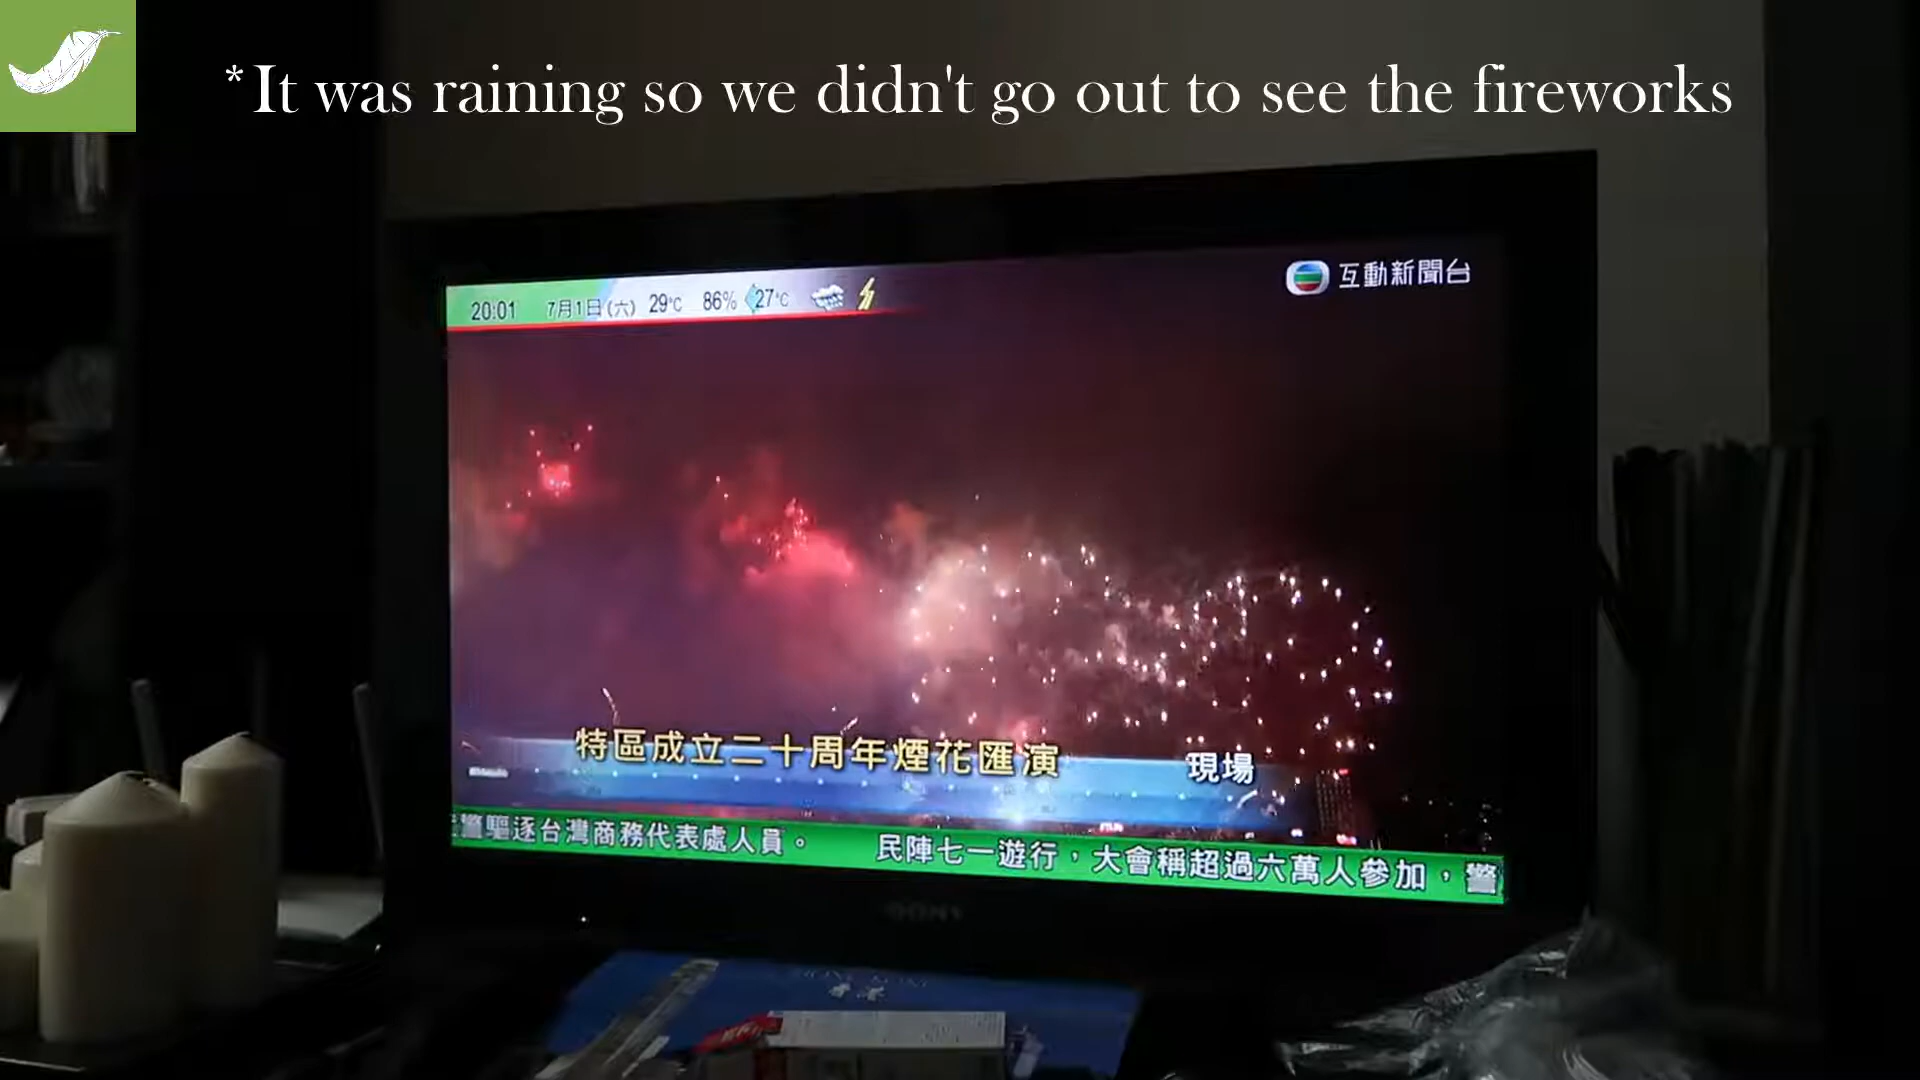 *It was raining so we didn't go out to see the fireworks
互動新聞台
20:01 7月1日(六) 29°C 86% 27°C
特區成立二十周年煙花匯演 現場
警驅逐台灣商務代表處人員。 民陣七一遊行，大會稱超過六萬人參加，警
SONY